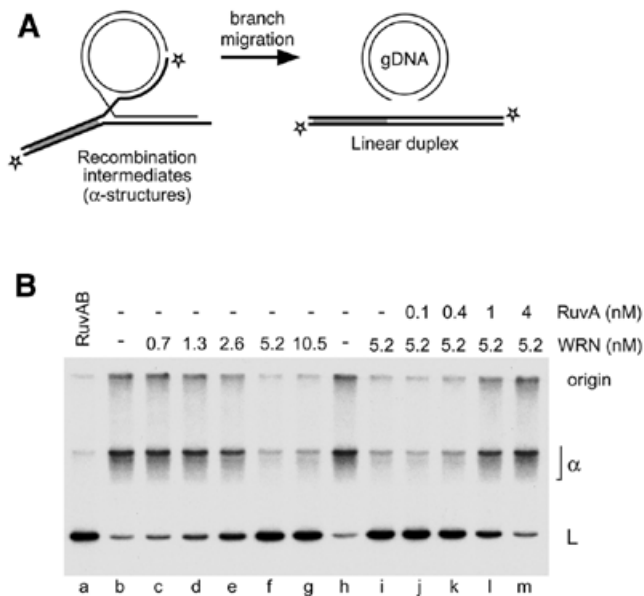 A
branch
migration
gDNA
Recombination
intermediates
(α-structures)
Linear duplex
B
RuvAB
- - - - - - - - 0.1 0.4 1 4 RuvA (nM)
- 0.7 1.3 2.6 5.2 10.5 - 5.2 5.2 5.2 5.2 5.2 WRN (nM)
origin
α
L
a b c d e f g h i j k l m